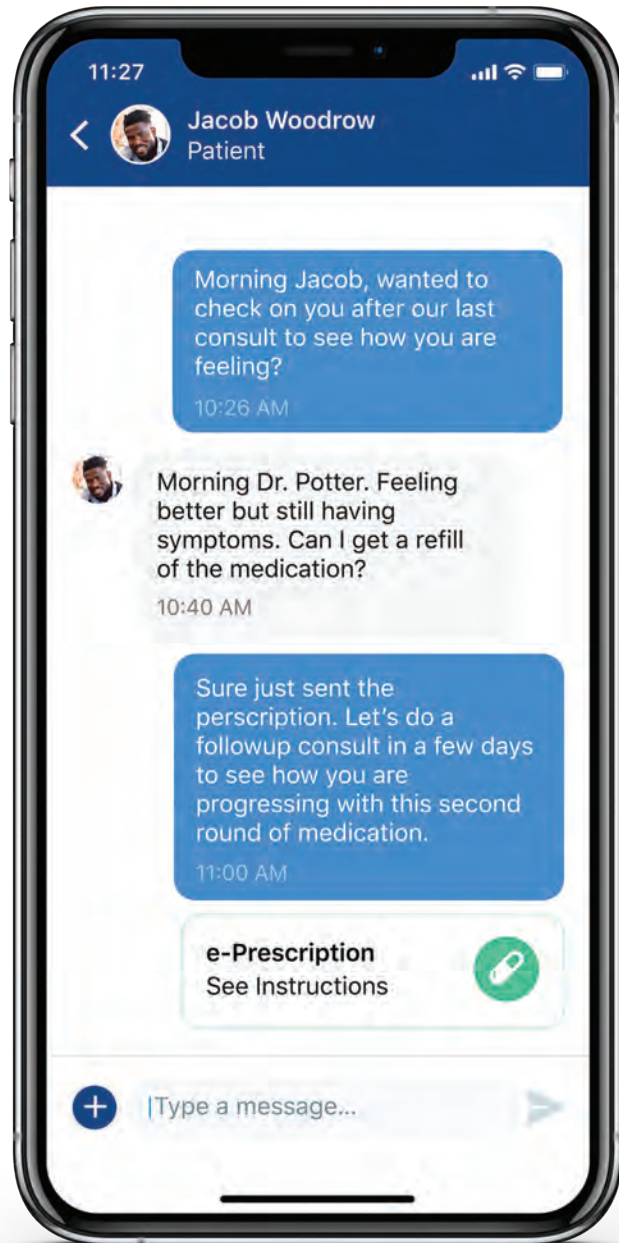 11:27
Jacob Woodrow
Patient
Morning Jacob, wanted to
check on you after our last
consult to see how you are
feeling?
10:26 AM
Morning Dr. Potter. Feeling
better but still having
symptoms. Can I get a refill
of the medication?
10:40 AM
Sure just sent the
perscription. Let's do a
followup consult in a few days
to see how you are
progressing with this second
round of medication.
11:00 AM
e-Prescription
See Instructions
Type a message...